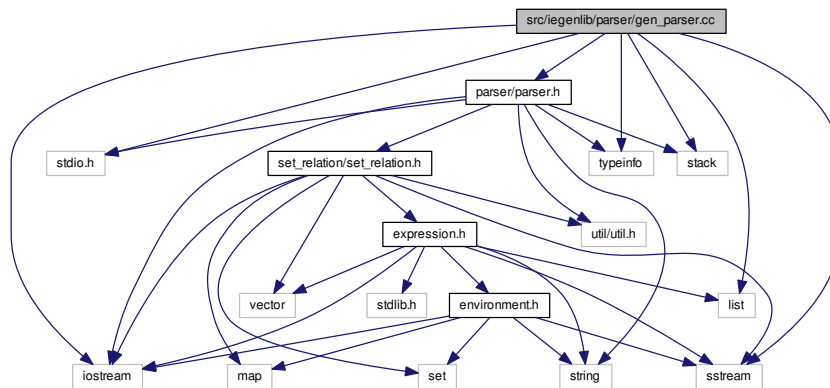 src/iegenlib/parser/gen_parser.cc
parser/parser.h
stdio.h
set_relation/set_relation.h
typeinfo
stack
expression.h
util/util.h
vector
stdlib.h
environment.h
list
iostream
map
set
string
sstream